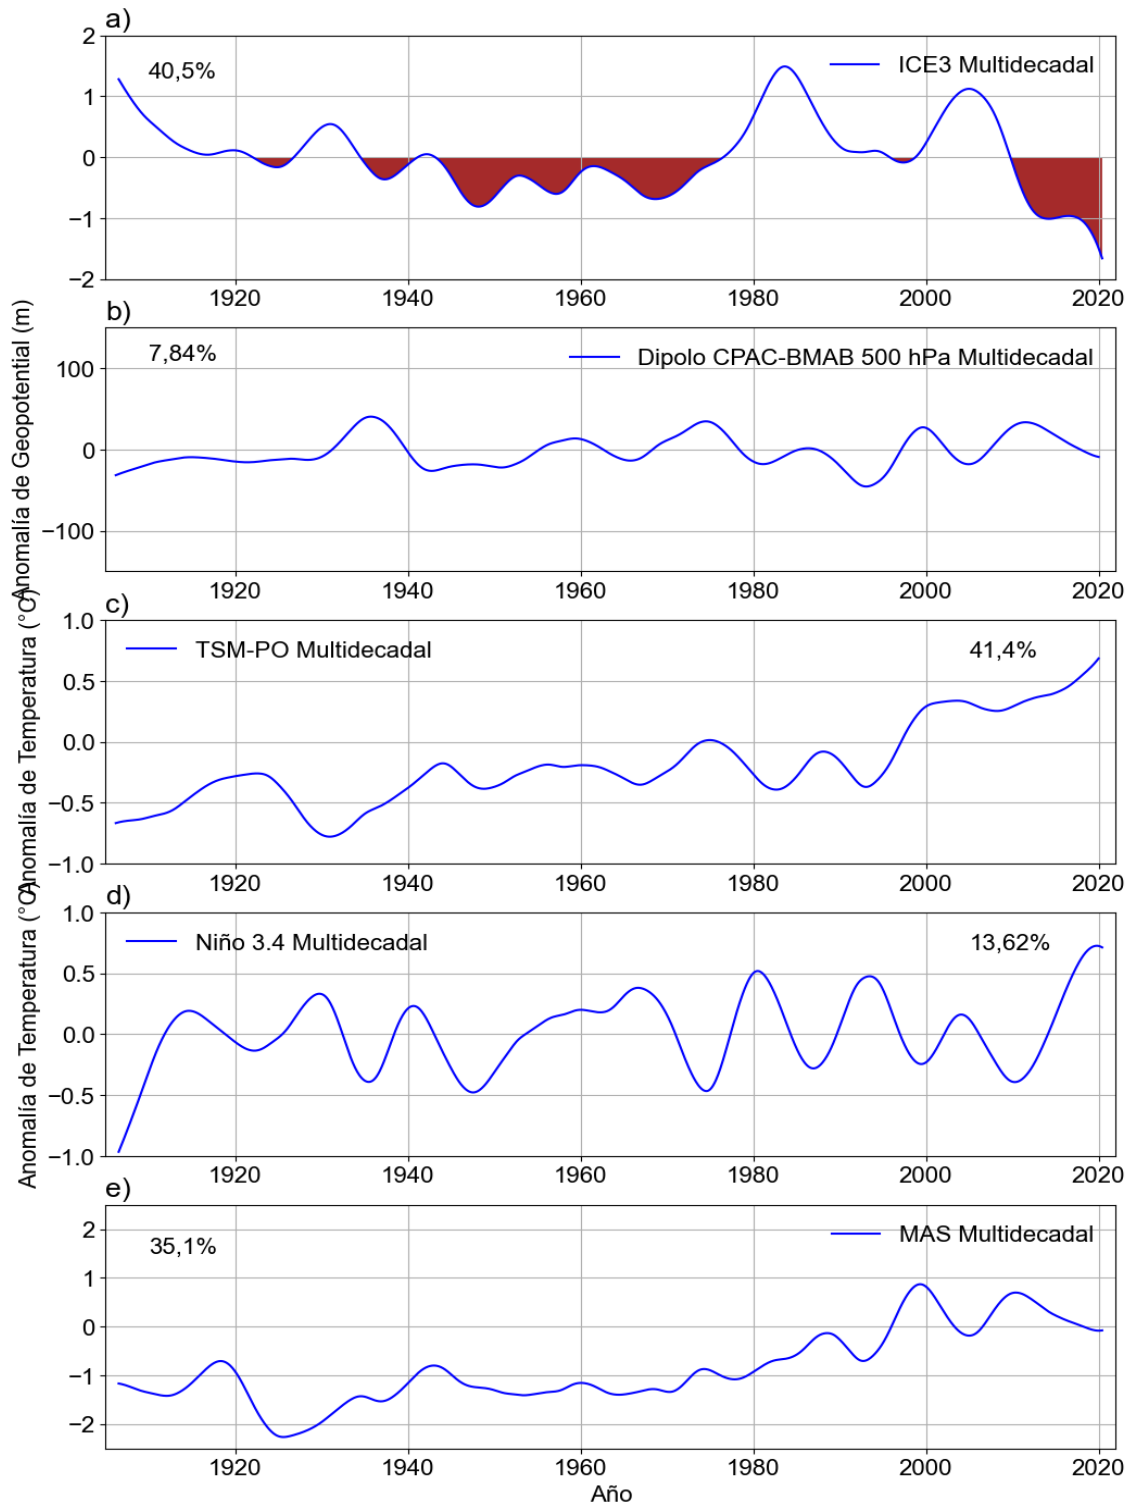 a)
2
1
0
−1
−2
40,5%
ICE3 Multidecadal
1920 1940 1960 1980 2000 2020
b)
Anomalía de Geopotential (m)
100
0
−100
7,84%
Dipolo CPAC-BMAB 500 hPa Multidecadal
1920 1940 1960 1980 2000 2020
c)
Anomalía de Temperatura (°C)
1.0
0.5
0.0
−0.5
−1.0
TSM-PO Multidecadal
41,4%
1920 1940 1960 1980 2000 2020
d)
Anomalía de Temperatura (°C)
1.0
0.5
0.0
−0.5
−1.0
Niño 3.4 Multidecadal
13,62%
1920 1940 1960 1980 2000 2020
e)
2
1
0
−1
−2
35,1%
MAS Multidecadal
1920 1940 1960 1980 2000 2020
Año